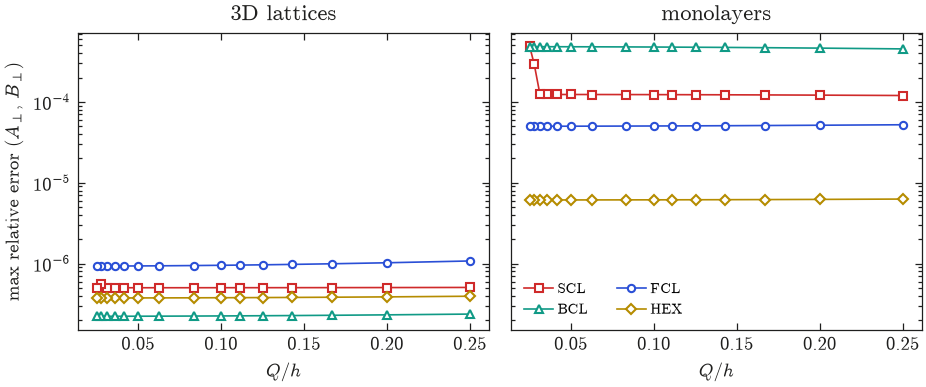 3D lattices
monolayers
max relative error (A⊥, B⊥)
10⁻⁴
10⁻⁵
10⁻⁶
SCL
FCL
BCL
HEX
0.05 0.10 0.15 0.20 0.25
0.05 0.10 0.15 0.20 0.25
Q/h
Q/h